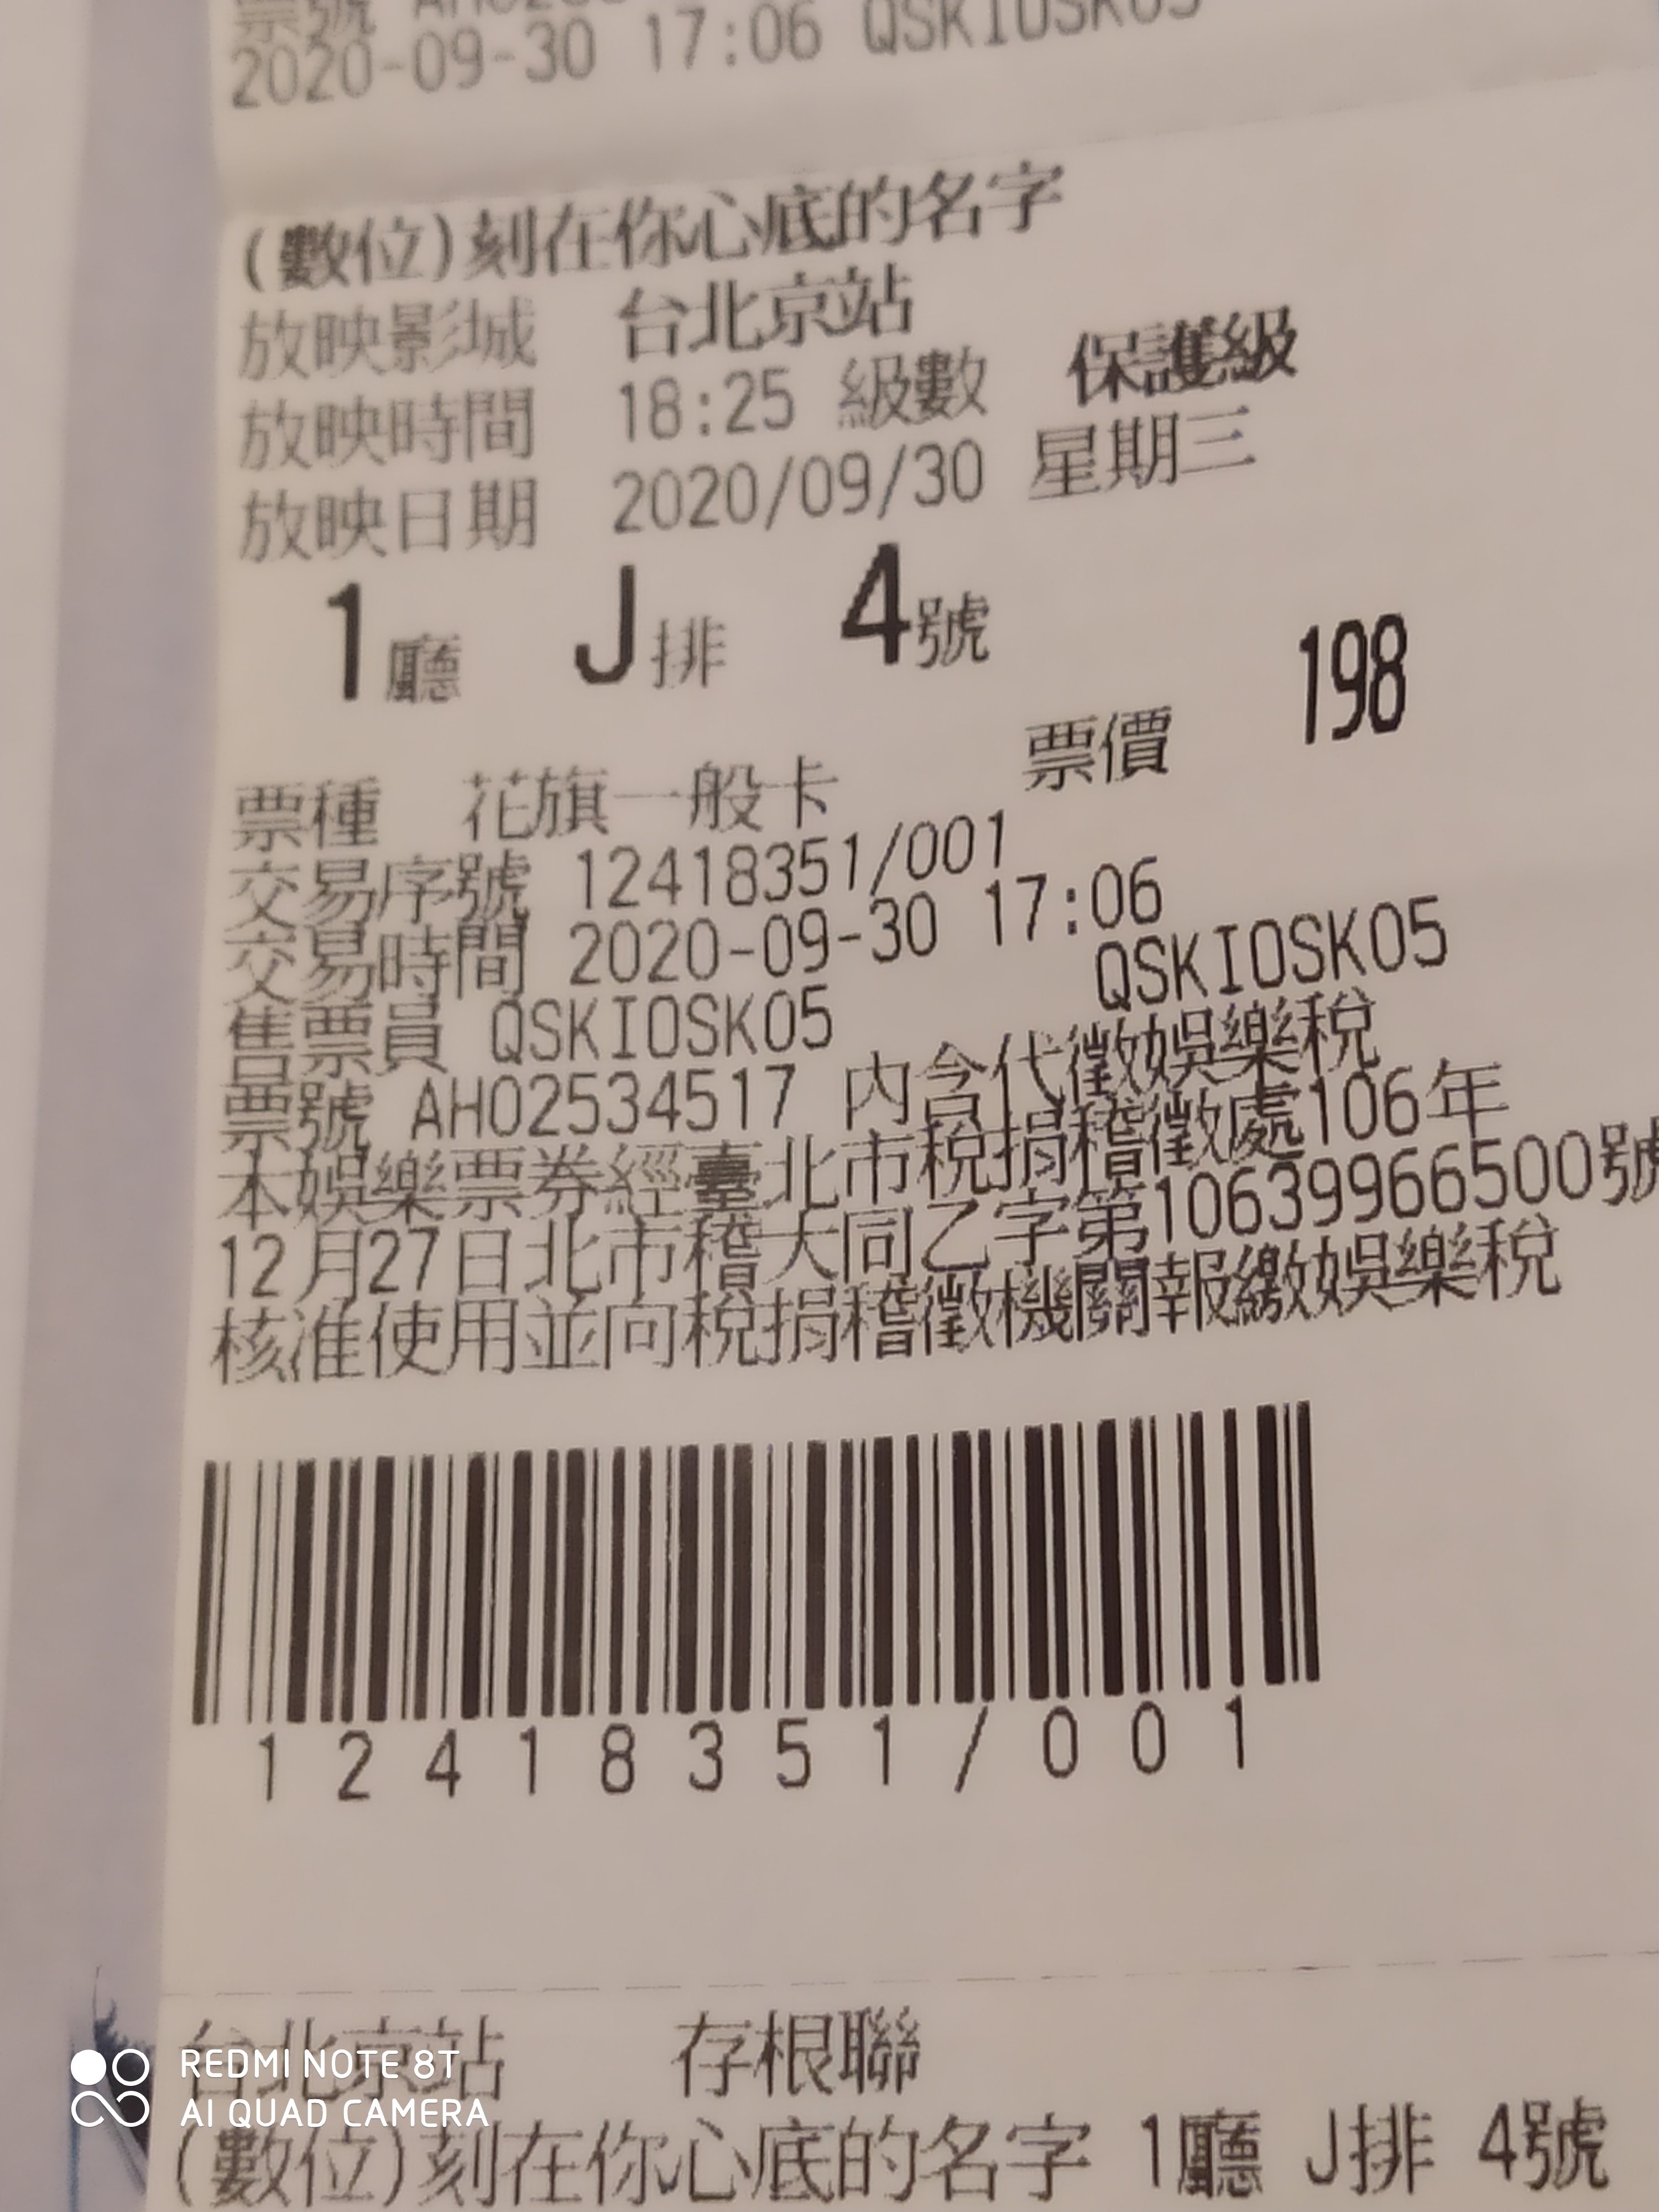 票號
2020-09-30 17:06 QSKIOSK05
(數位)刻在你心底的名字
放映影城 台北京站
放映時間 18:25 級數 保護級
放映日期 2020/09/30 星期三
1廳 J排 4號
198
票種 花旗一般卡 票價
交易序號 12418351/001
交易時間 2020-09-30 17:06
售票員 QSKIOSK05 QSKIOSK05
票號 AH02534517 內含代徵娛樂稅
本娛樂票券經臺北市稅捐稽徵處106年
12月27日北市稽大同乙字第10639966500號
核准使用並向稅捐稽徵機關報繳娛樂稅
12418351/001
台北京站 存根聯
REDMI NOTE 8T
AI QUAD CAMERA
(數位)刻在你心底的名字 1廳 J排 4號